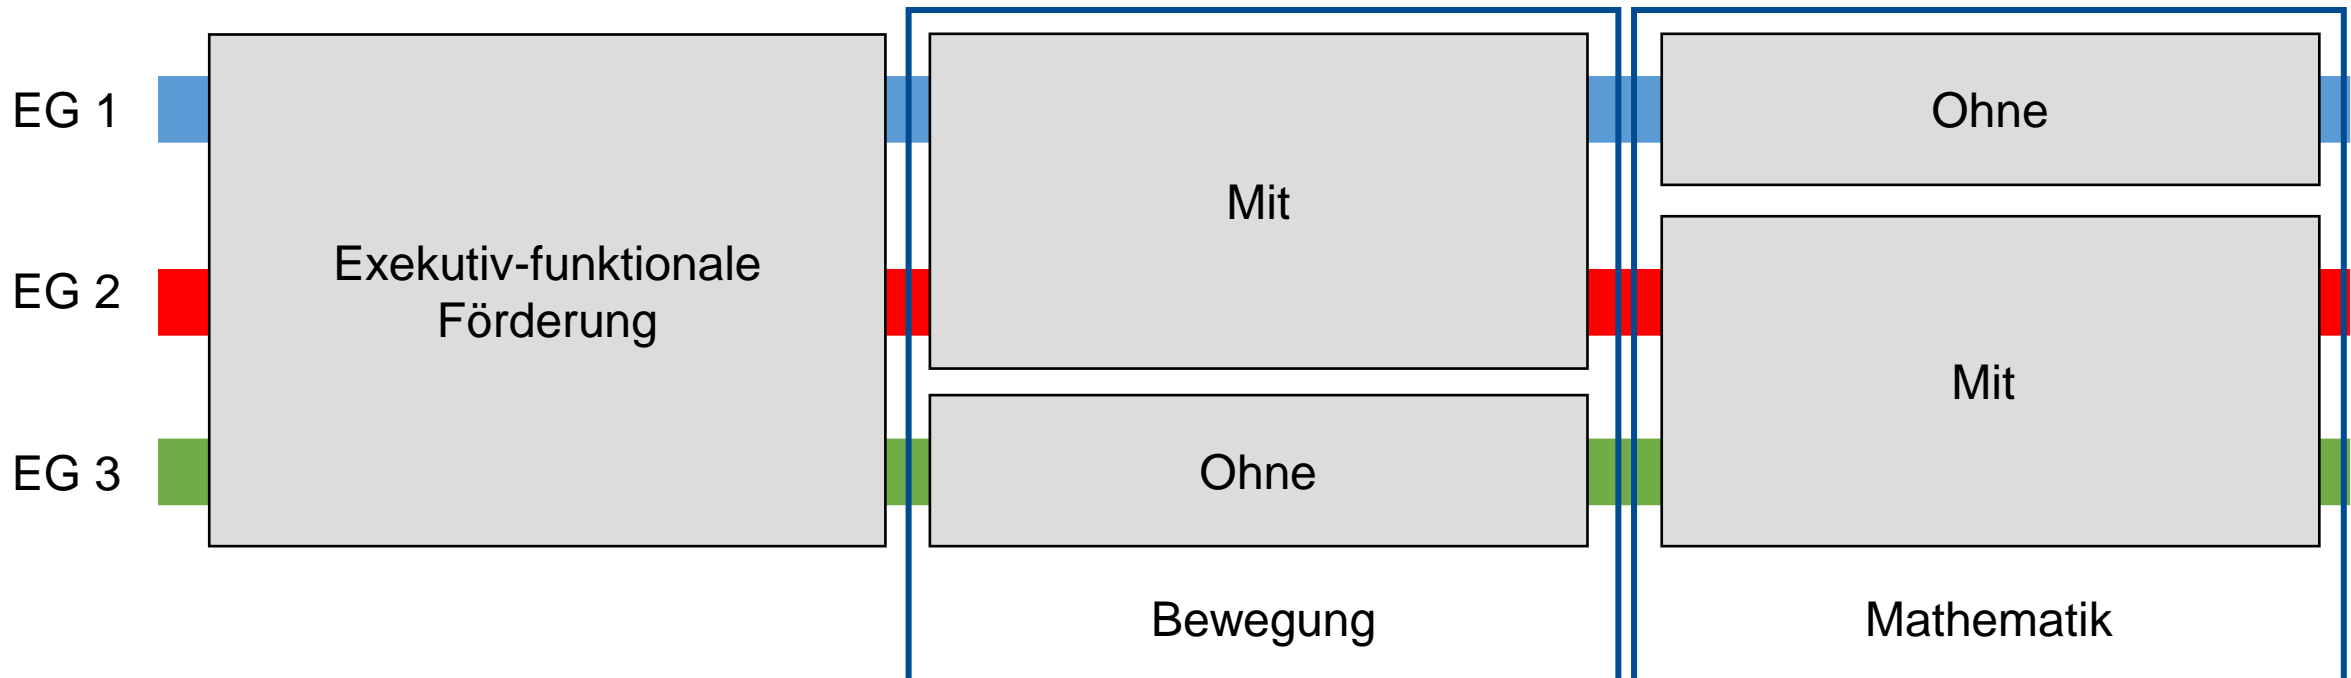 EG 1
EG 2
EG 3
Exekutiv-funktionale
Förderung
Mit
Ohne
Bewegung
Ohne
Mit
Mathematik